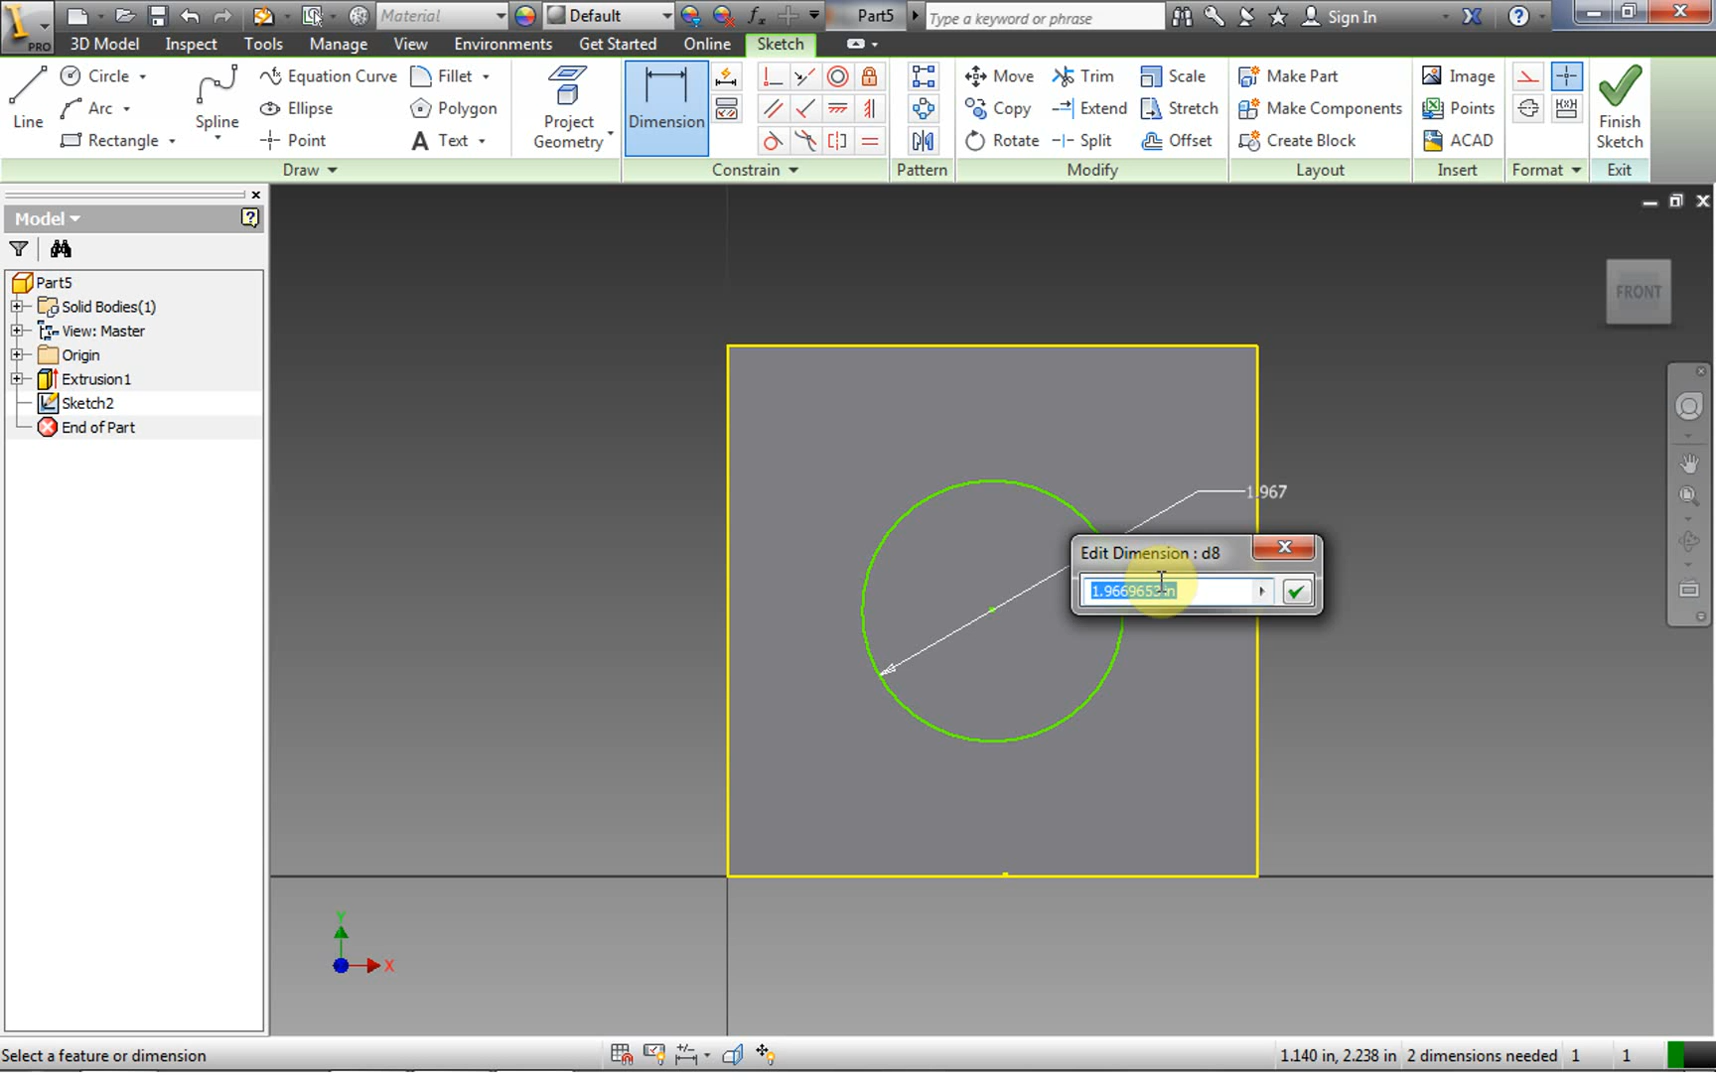 PRO
Material
Default
Part5
Type a keyword or phrase
Sign In
3D Model
Inspect
Tools
Manage
View
Environments
Get Started
Online
Sketch
Line
Circle
Arc
Rectangle
Spline
Equation Curve
Ellipse
Point
Fillet
Polygon
Text
Project
Geometry
Dimension
Move
Copy
Rotate
Trim
Extend
Split
Scale
Stretch
Offset
Make Part
Make Components
Create Block
Image
Points
ACAD
Finish
Sketch
Draw
Constrain
Pattern
Modify
Layout
Insert
Format
Exit
Model
Part5
Solid Bodies(1)
View: Master
Origin
Extrusion1
Sketch2
End of Part
FRONT
1.967
Edit Dimension : d8
Y
X
Select a feature or dimension
1.140 in, 2.238 in
2 dimensions needed
1
1